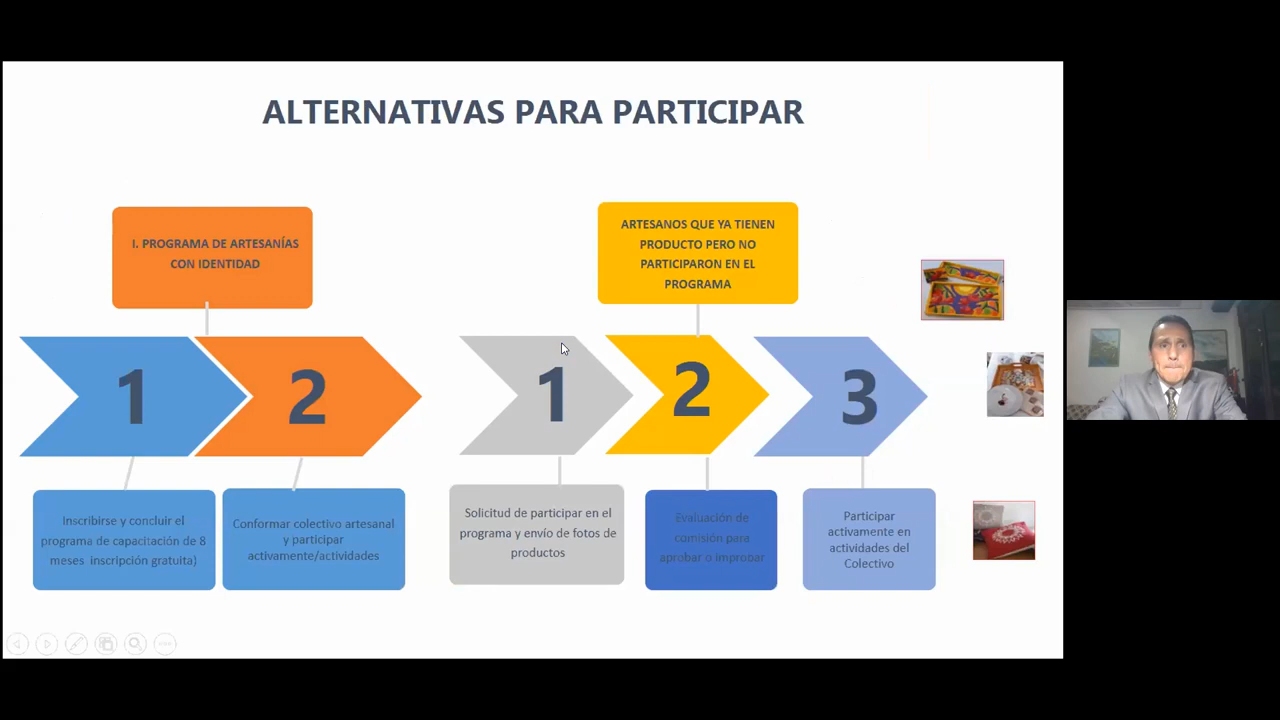 ALTERNATIVAS PARA PARTICIPAR
I. PROGRAMA DE ARTESANÍAS
CON IDENTIDAD
1
2
Inscribirse y concluir el
programa de capacitación de 8
meses inscripción gratuita)
Conformar colectivo artesanal
y participar
activamente/actividades
ARTESANOS QUE YA TIENEN
PRODUCTO PERO NO
PARTICIPARON EN EL
PROGRAMA
1
2
3
Solicitud de participar en el
programa y envío de fotos de
productos
Evaluación de
comisión para
aprobar o improbar
Participar
activamente en
actividades del
Colectivo